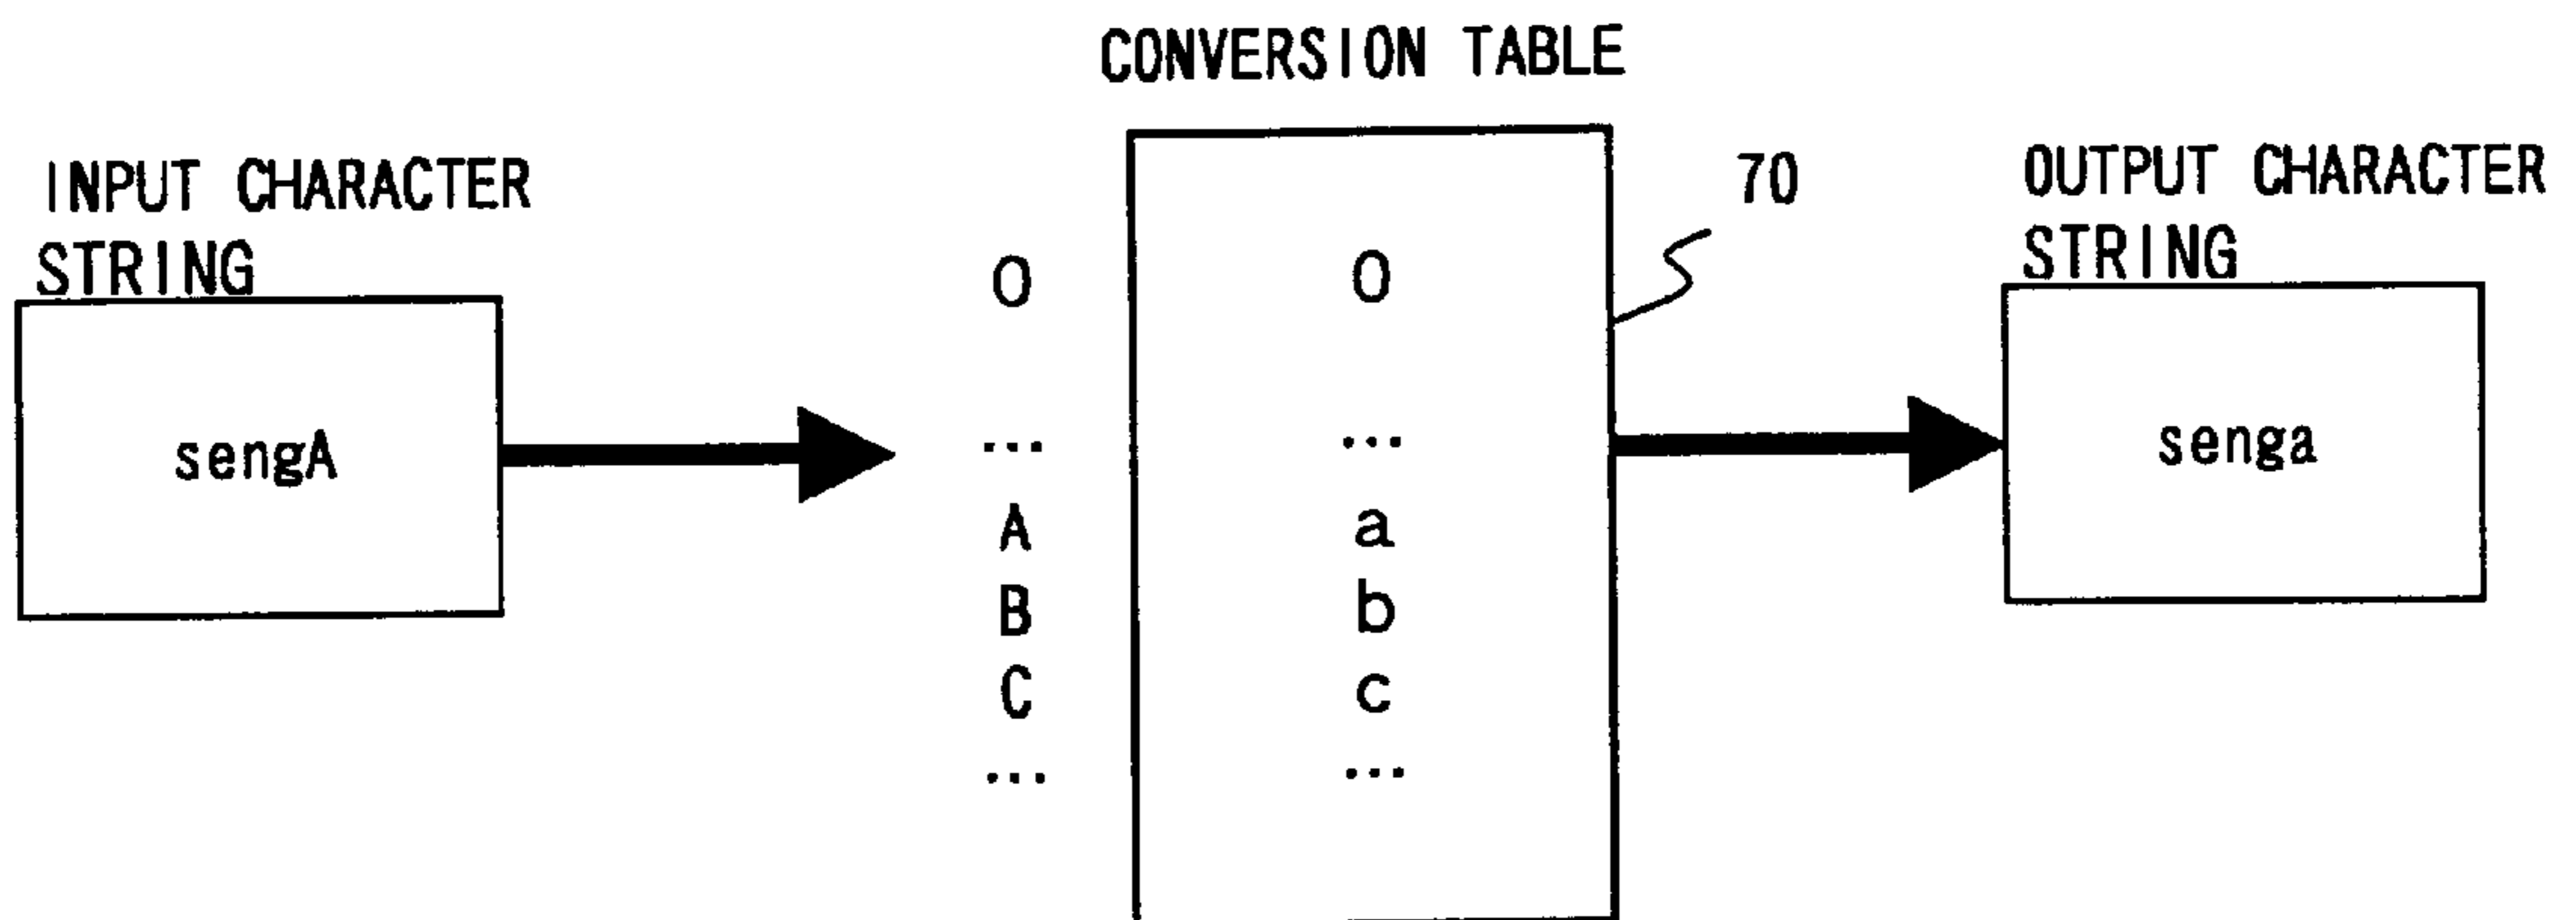 CONVERSION TABLE
INPUT CHARACTER
STRING
70
OUTPUT CHARACTER
STRING
0 0
... ...
sengA
senga
A a
B b
C c
... ...